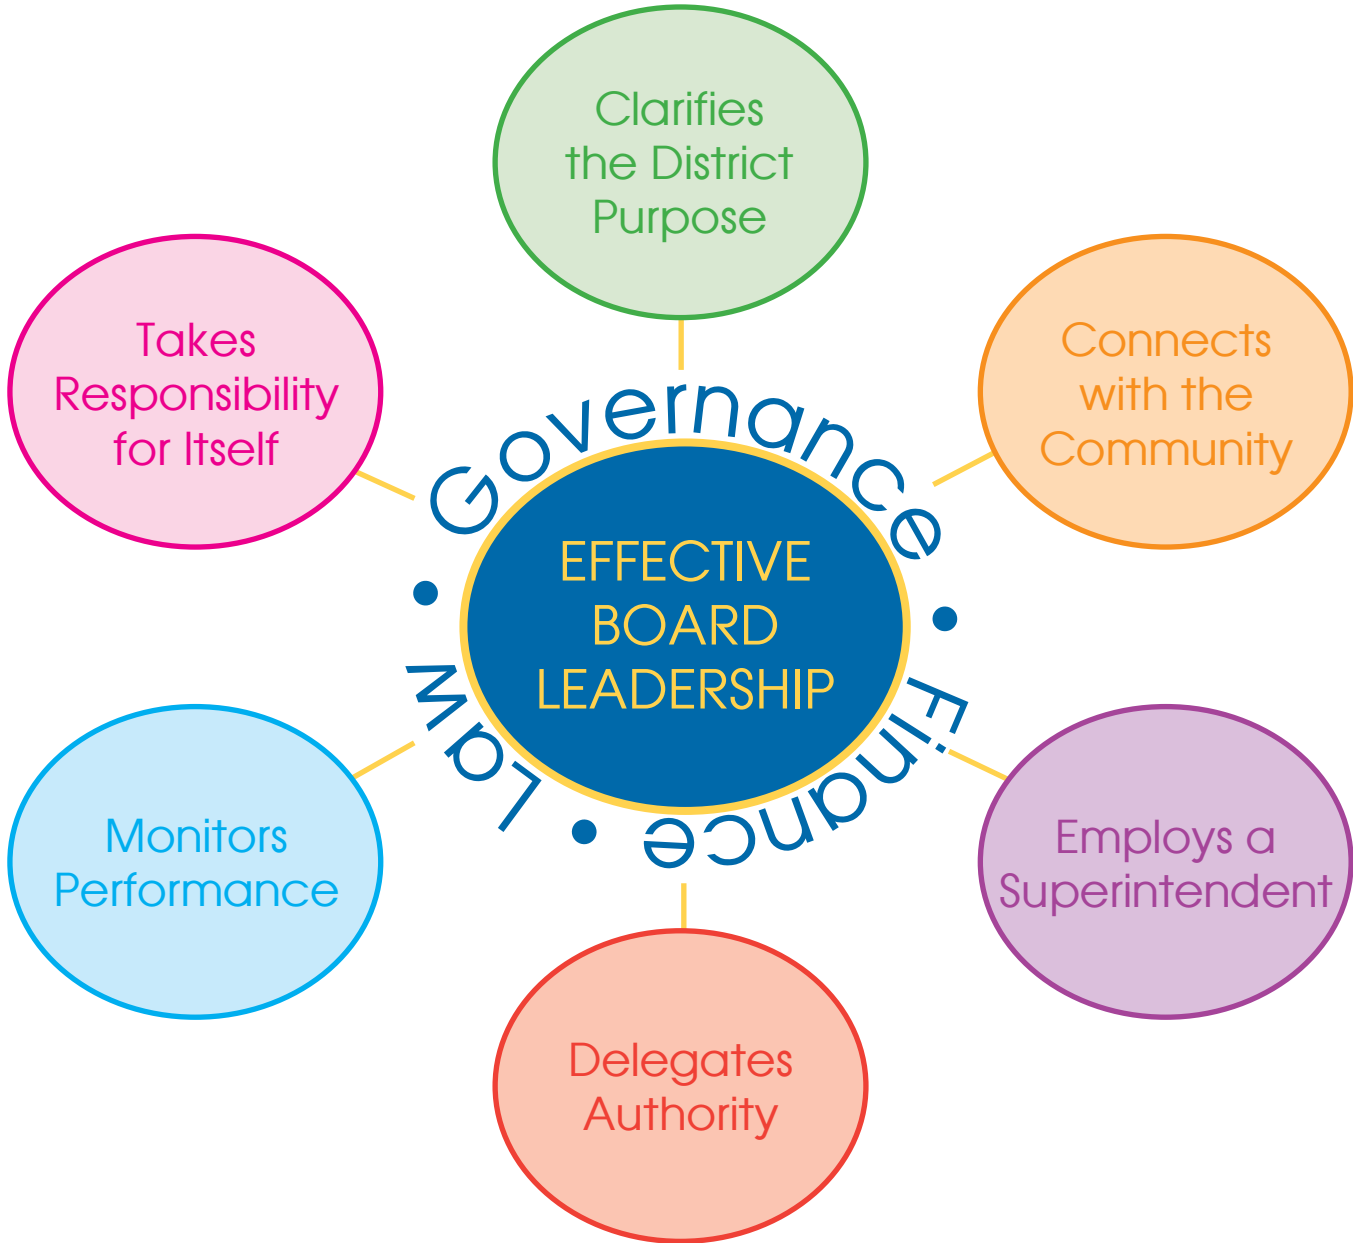 Clarifies
the District
Purpose
Connects
with the
Community
Employs a
Superintendent
Delegates
Authority
Monitors
Performance
Takes
Responsibility
for Itself
Governance • Finance • Law •
EFFECTIVE
BOARD
LEADERSHIP